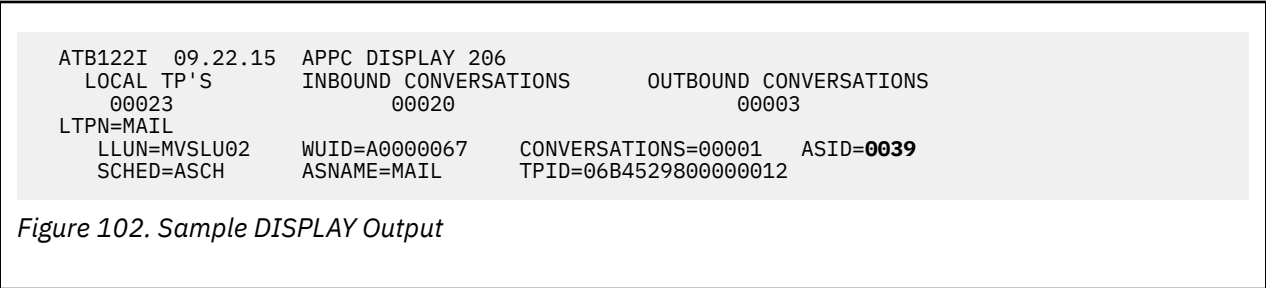 ATB122I  09.22.15  APPC DISPLAY 206
LOCAL TP'S       INBOUND CONVERSATIONS      OUTBOUND CONVERSATIONS
00023                 00020                      00003
LTPN=MAIL
LLUN=MVSLU02    WUID=A0000067    CONVERSATIONS=00001   ASID=0039
SCHED=ASCH      ASNAME=MAIL      TPID=06B4529800000012
Figure 102. Sample DISPLAY Output